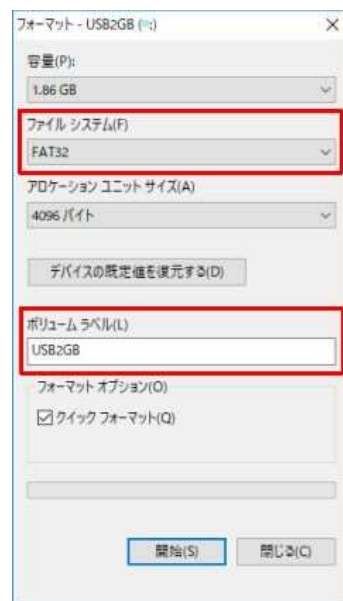 フォーマット - USB2GB (
容量(P):
1.86 GB
ファイル システム(F)
FAT32
アロケーション ユニット サイズ(A)
4096 バイト
デバイスの既定値を復元する(D)
ボリューム ラベル(L)
USB2GB
フォーマット オプション(O)
クイック フォーマット(Q)
開始(S)
閉じる(C)